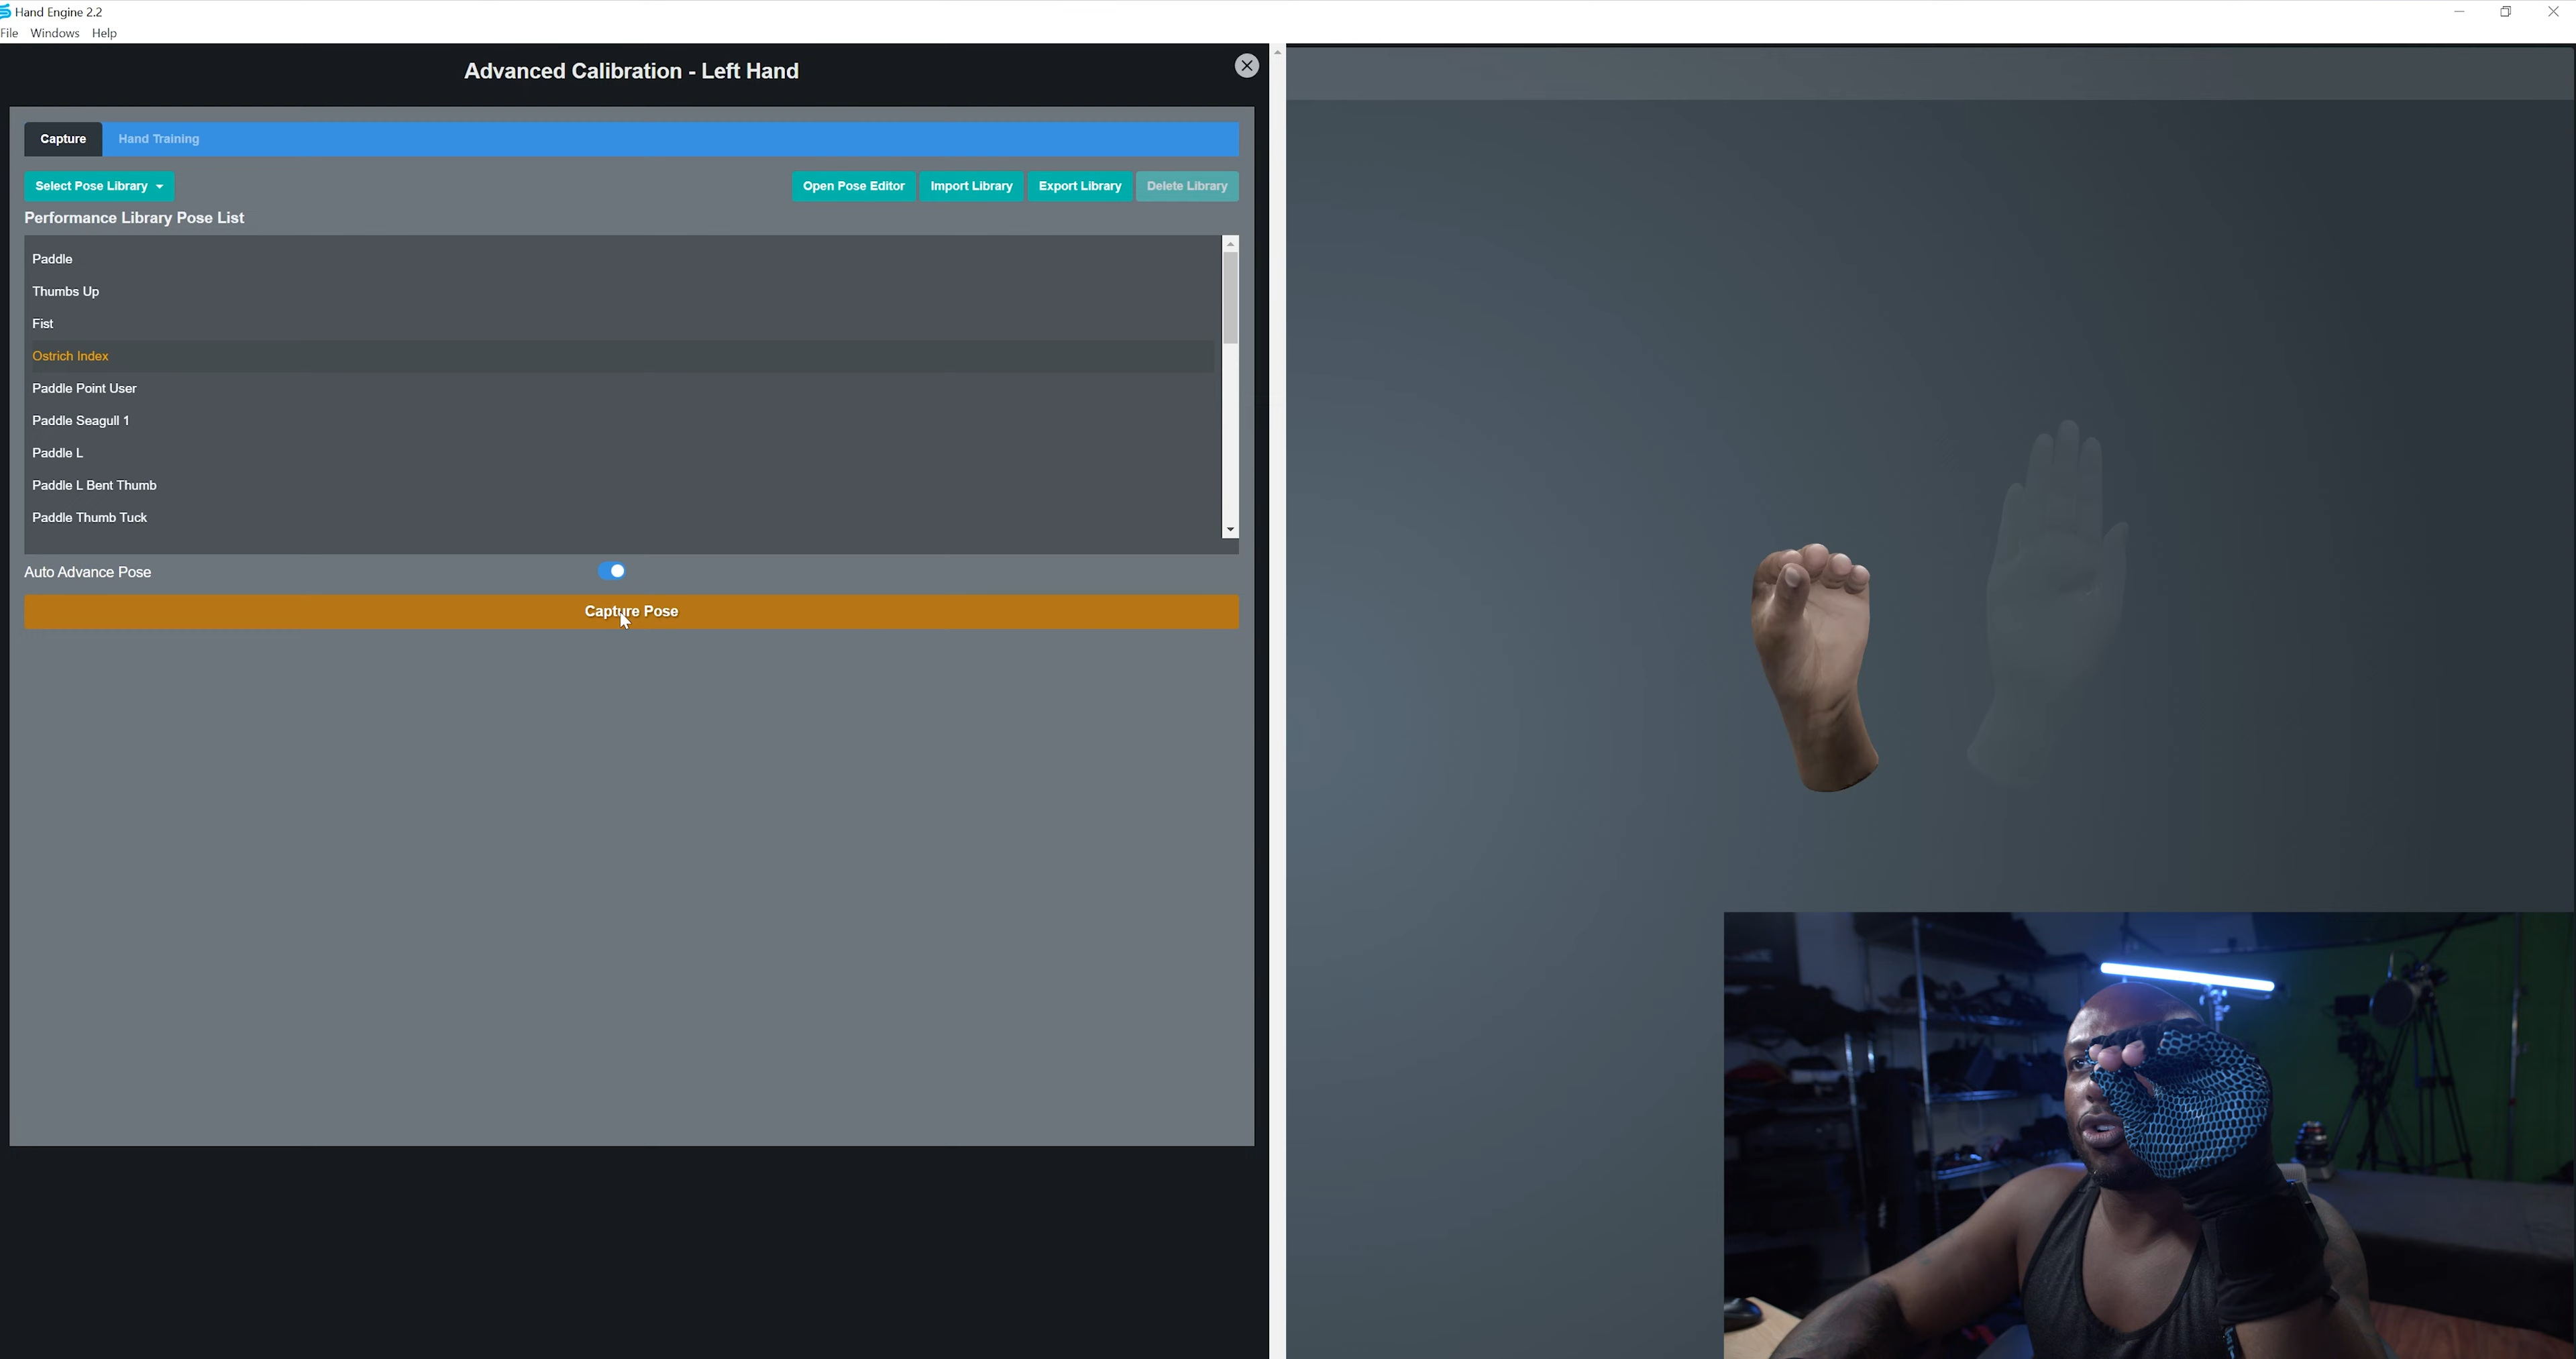 Hand Engine 2.2
File Windows Help
Advanced Calibration - Left Hand
Capture Hand Training
Select Pose Library Open Pose Editor Import Library Export Library Delete Library
Performance Library Pose List
Paddle
Thumbs Up
Fist
Ostrich Index
Paddle Point User
Paddle Seagull 1
Paddle L
Paddle L Bent Thumb
Paddle Thumb Tuck
Auto Advance Pose
Capture Pose